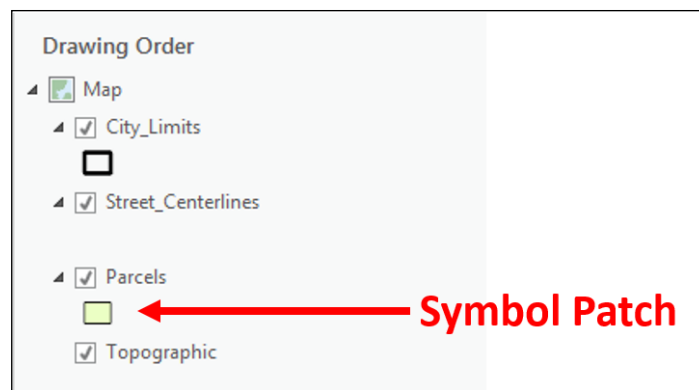 Drawing Order
Map
City_Limits
Street_Centerlines
Parcels
Symbol Patch
Topographic